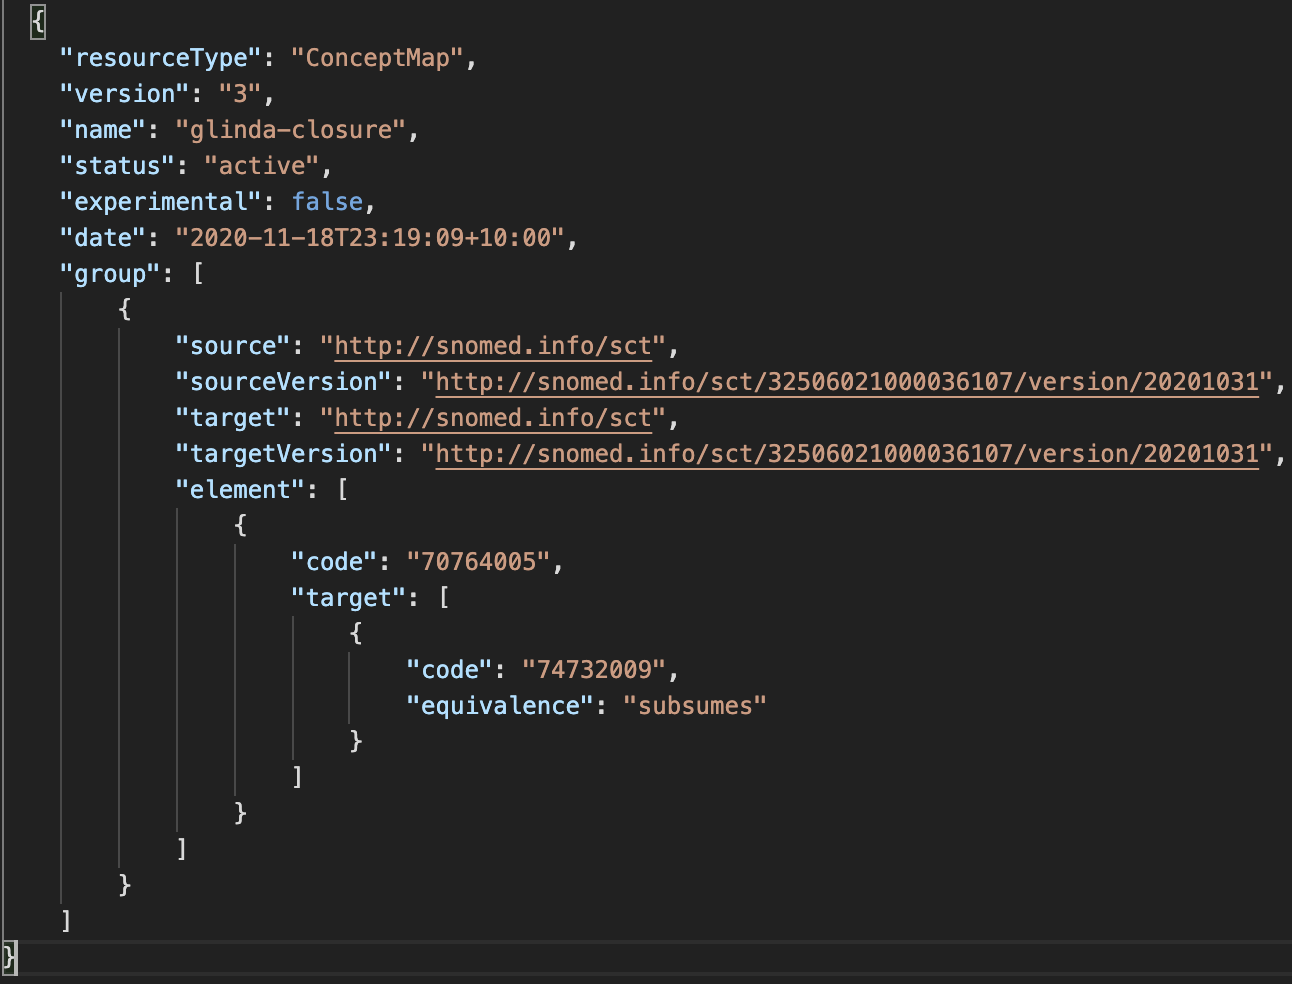 {
"resourceType": "ConceptMap",
"version": "3",
"name": "glinda-closure",
"status": "active",
"experimental": false,
"date": "2020-11-18T23:19:09+10:00",
"group": [
{
"source": "http://snomed.info/sct",
"sourceVersion": "http://snomed.info/sct/32506021000036107/version/20201031",
"target": "http://snomed.info/sct",
"targetVersion": "http://snomed.info/sct/32506021000036107/version/20201031",
"element": [
{
"code": "70764005",
"target": [
{
"code": "74732009",
"equivalence": "subsumes"
}
]
}
]
}
]
}